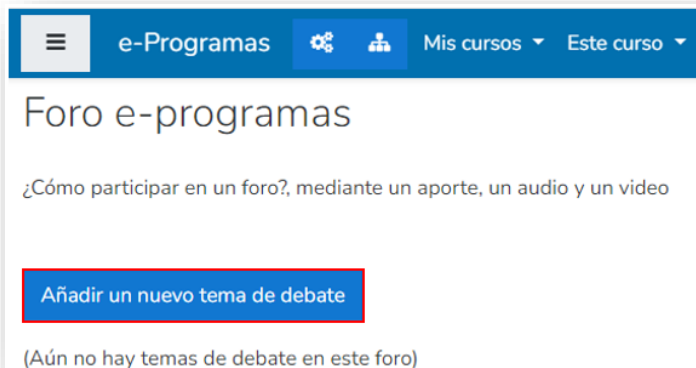 e-Programas Mis cursos Este curso
Foro e-programas
¿Cómo participar en un foro?, mediante un aporte, un audio y un video
Añadir un nuevo tema de debate
(Aún no hay temas de debate en este foro)